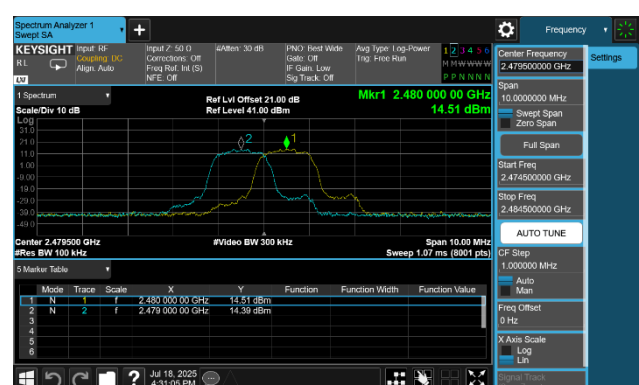 Spectrum Analyzer 1
Swept SA
+
Frequency
KEYSIGHT
RL
LXI
Input: RF
Coupling: DC
Align: Auto
Input Z: 50 Ω
Corrections: Off
Freq Ref: Int (S)
NFE: Off
#Atten: 30 dB
PNO: Best Wide
Gate: Off
IF Gain: Low
Sig Track: Off
Avg Type: Log-Power
Trig: Free Run
1 2 3 4 5 6
M M W W W W
P P N N N N
1 Spectrum
Scale/Div 10 dB
Ref Lvl Offset 21.00 dB
Ref Level 41.00 dBm
Mkr1 2.480 000 00 GHz
14.51 dBm
Log
31.0
21.0
11.0
1.00
-9.00
-19.0
-29.0
-39.0
-49.0
2
1
Center 2.479500 GHz
#Res BW 100 kHz
#Video BW 300 kHz
Span 10.00 MHz
Sweep 1.07 ms (8001 pts)
5 Marker Table
Mode Trace Scale X Y Function Function Width Function Value
1 N 1 f 2.480 000 00 GHz 14.51 dBm
2 N 2 f 2.479 000 00 GHz 14.39 dBm
3
4
5
6
?
Jul 18, 2025
4:31:05 PM
Center Frequency
2.479500000 GHz
Span
10.0000000 MHz
Swept Span
Zero Span
Full Span
Start Freq
2.474500000 GHz
Stop Freq
2.484500000 GHz
AUTO TUNE
CF Step
1.000000 MHz
Auto
Man
Freq Offset
0 Hz
X Axis Scale
Log
Lin
Signal Track
Settings